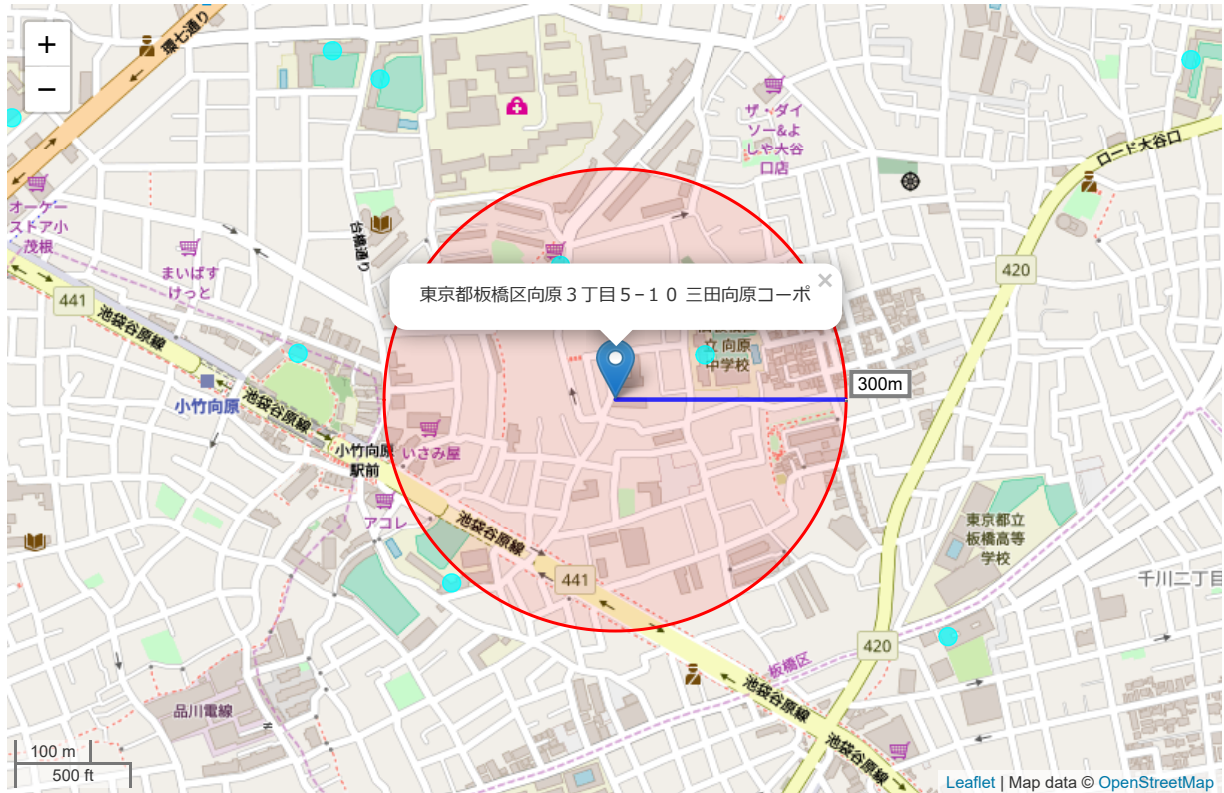 +
−
環七通り
ザ・ダイ
ソー&よ
しゃ大谷
口店
ロード大谷口
オーケー
ストア小
茂根
台橋通り
まいばす
けっと
420
441
池袋谷原線
東京都板橋区向原３丁目５−１０ 三田向原コーポ
×
立 向原
中学校
300m
小竹向原
池袋谷原線
小竹向原
駅前
いさみ屋
アコレ
池袋谷原線
東京都立
板橋高等
学校
441
千川二丁目
420
板橋区
品川電線
池袋谷原線
池袋谷原線
100 m
500 ft
Leaflet | Map data © OpenStreetMap